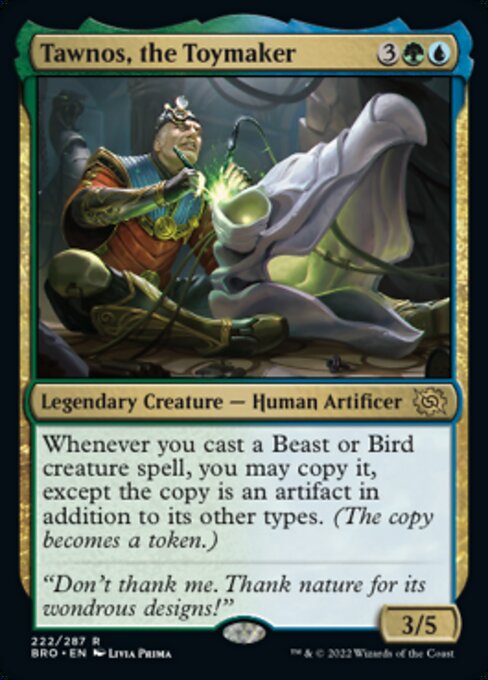 Tawnos, the Toymaker 3
Legendary Creature — Human Artificer
Whenever you cast a Beast or Bird
creature spell, you may copy it,
except the copy is an artifact in
addition to its other types. (The copy
becomes a token.)
“Don’t thank me. Thank nature for its
wondrous designs!”
3/5
222/287 R
BRO • EN Livia Prima
™ & © 2022 Wizards of the Coast